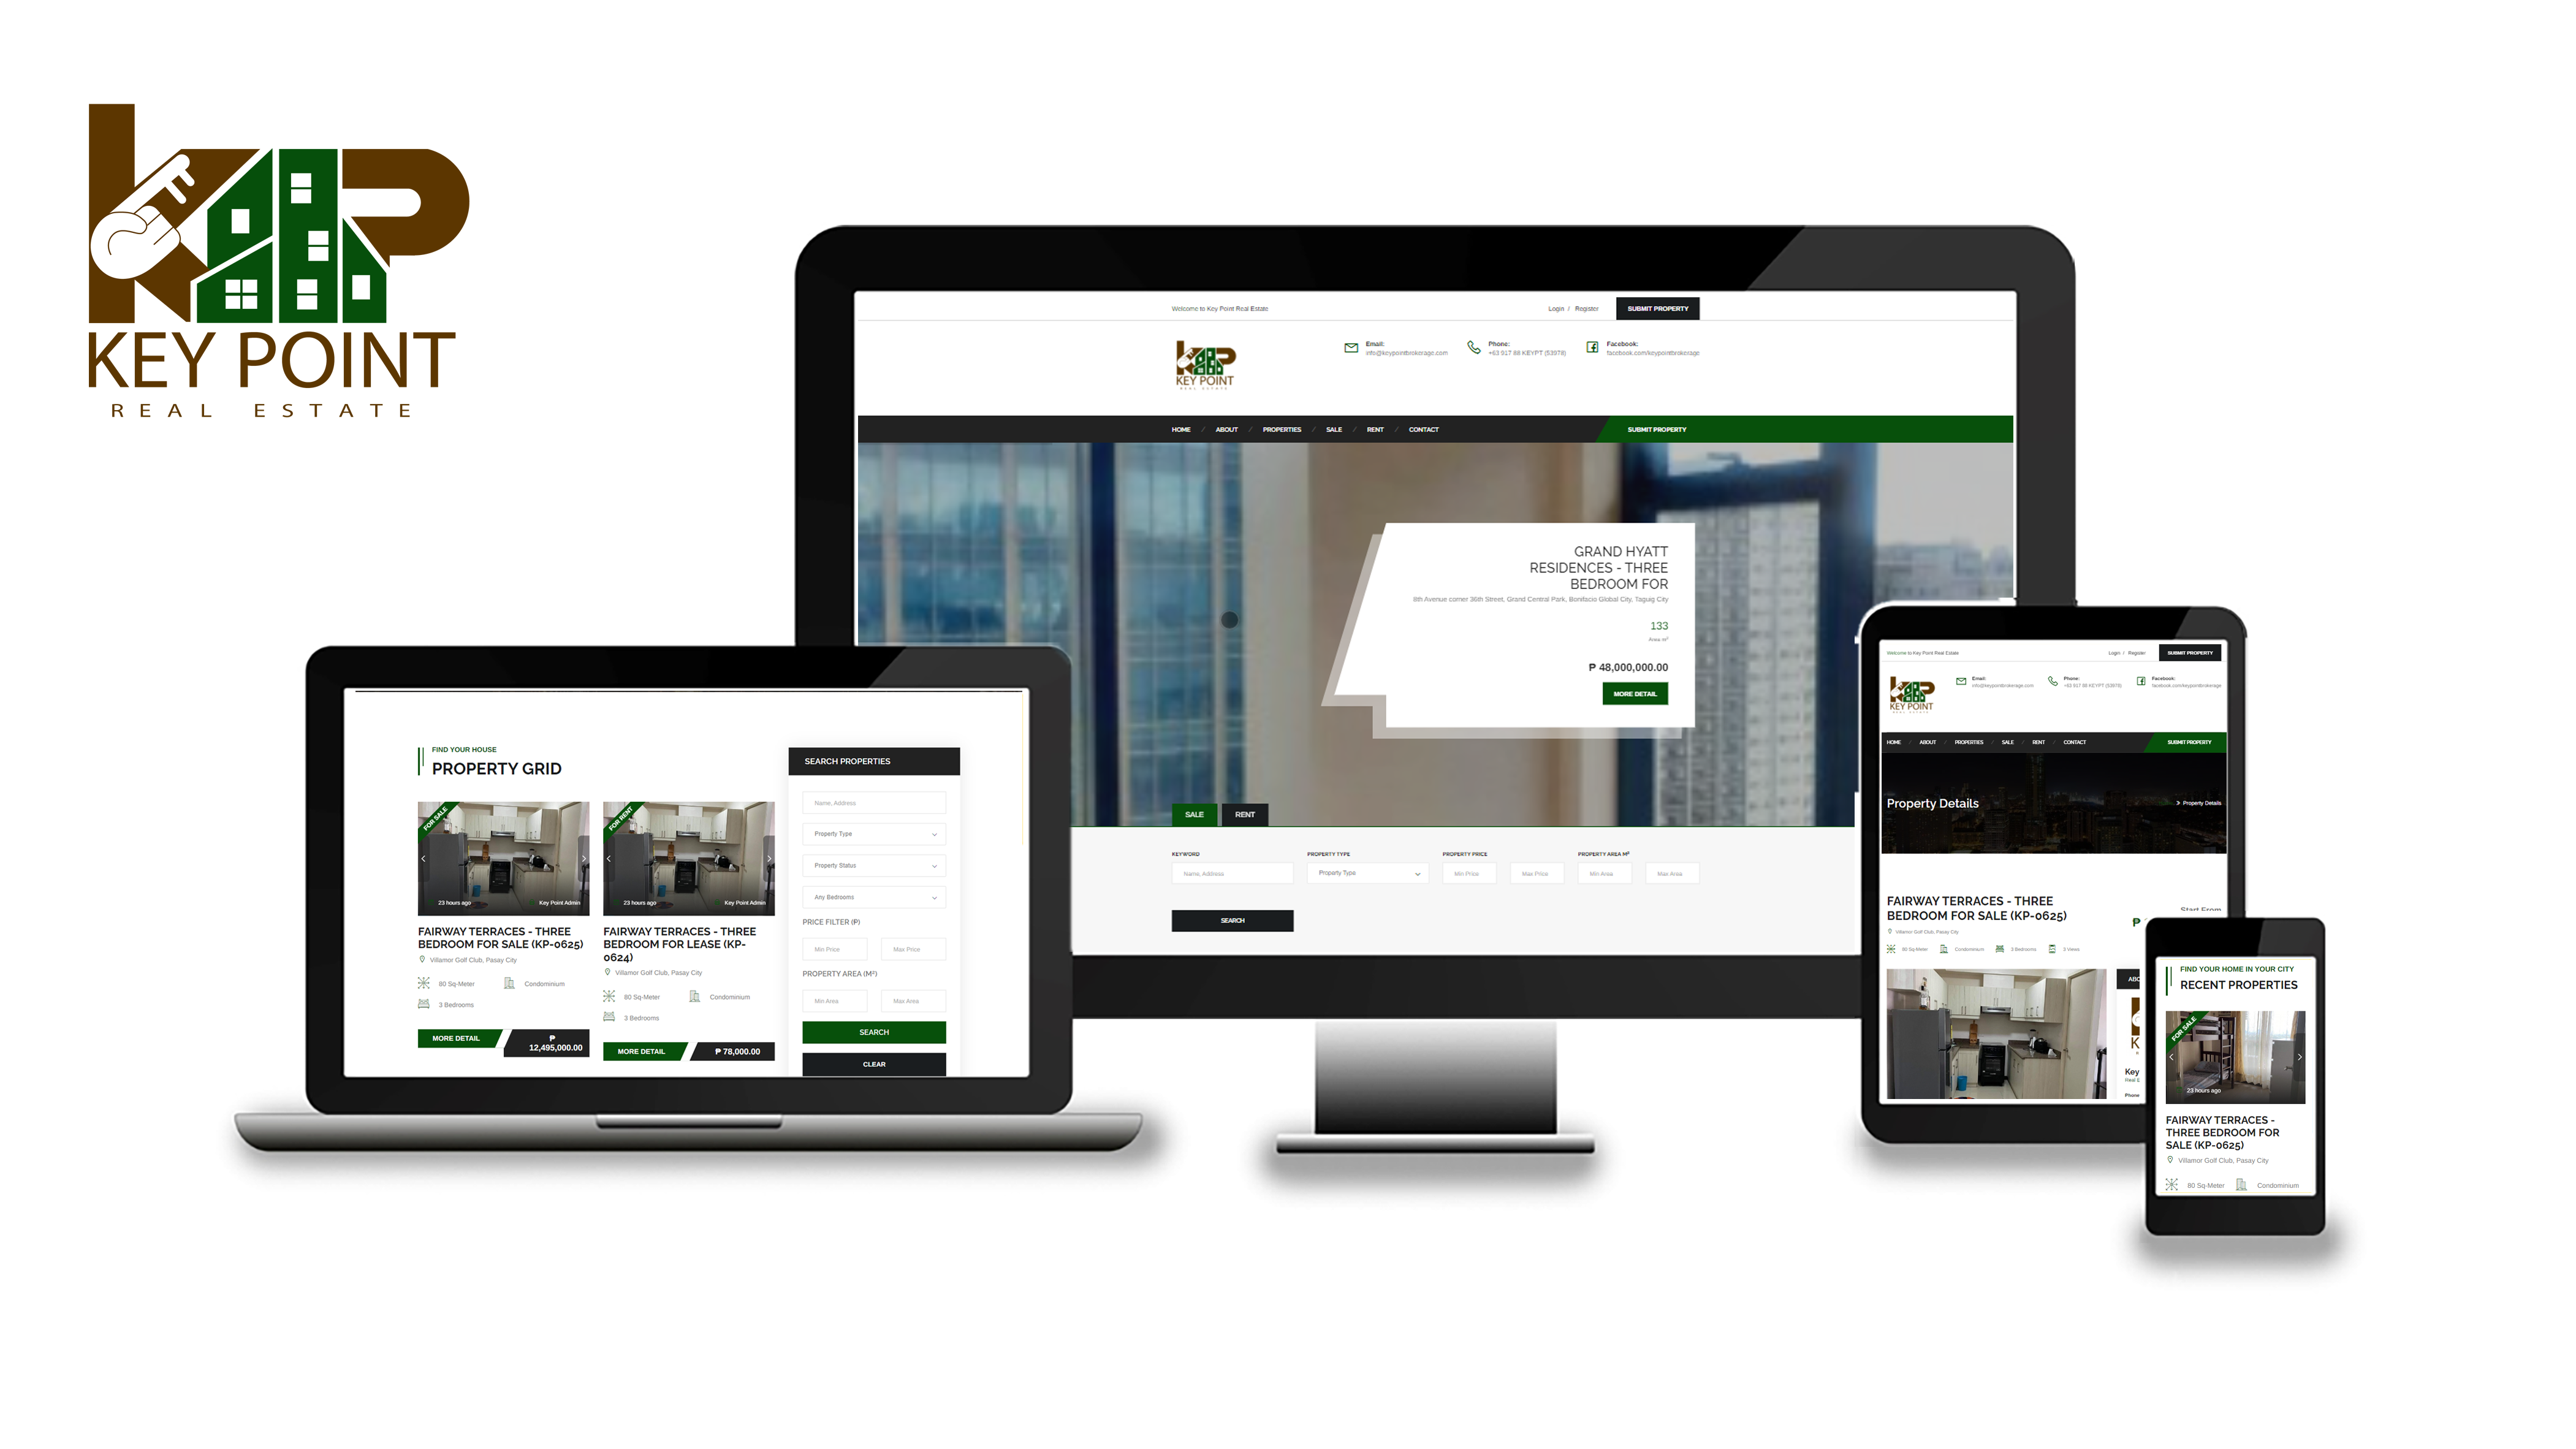 KEY POINT
REAL ESTATE
Welcome to Key Point Real Estate
Login / Register
SUBMIT PROPERTY
KEY POINT
REAL ESTATE
Email:
info@keypointbrokerage.com
Phone:
+63 917 88 KEYPT (53978)
Facebook:
facebook.com/keypointbrokerage
HOME / ABOUT / PROPERTIES / SALE / RENT / CONTACT
SUBMIT PROPERTY
GRAND HYATT
RESIDENCES - THREE
BEDROOM FOR
8th Avenue corner 36th Street, Grand Central Park, Bonifacio Global City, Taguig City
133
Area m²
₱ 48,000,000.00
MORE DETAIL
SALE
RENT
KEYWORD
PROPERTY TYPE
PROPERTY PRICE
PROPERTY AREA M²
Name, Address
Property Type
Min Price
Max Price
Min Area
Max Area
SEARCH
FIND YOUR HOUSE
PROPERTY GRID
FOR SALE
23 hours ago
Key Point Admin
FAIRWAY TERRACES - THREE
BEDROOM FOR SALE (KP-0625)
Villamor Golf Club, Pasay City
80 Sq-Meter
Condominium
3 Bedrooms
MORE DETAIL
₱
12,495,000.00
FOR RENT
23 hours ago
Key Point Admin
FAIRWAY TERRACES - THREE
BEDROOM FOR LEASE (KP-
0624)
Villamor Golf Club, Pasay City
80 Sq-Meter
Condominium
3 Bedrooms
MORE DETAIL
₱ 78,000.00
SEARCH PROPERTIES
Name, Address
Property Type
Property Status
Any Bedrooms
PRICE FILTER (₱)
Min Price
Max Price
PROPERTY AREA (M²)
Min Area
Max Area
SEARCH
CLEAR
Welcome to Key Point Real Estate
Login / Register
SUBMIT PROPERTY
KEY POINT
REAL ESTATE
Email:
info@keypointbrokerage.com
Phone:
+63 917 88 KEYPT (53978)
Facebook:
facebook.com/keypointbrokerage
HOME / ABOUT / PROPERTIES / SALE / RENT / CONTACT
SUBMIT PROPERTY
Property Details
Property Details
FAIRWAY TERRACES - THREE
BEDROOM FOR SALE (KP-0625)
Start From
₱
Villamor Golf Club, Pasay City
80 Sq-Meter
Condominium
3 Bedrooms
5 Views
ABO
K
Key
Real E
Phone
FIND YOUR HOME IN YOUR CITY
RECENT PROPERTIES
FOR SALE
23 hours ago
FAIRWAY TERRACES -
THREE BEDROOM FOR
SALE (KP-0625)
Villamor Golf Club, Pasay City
80 Sq-Meter
Condominium